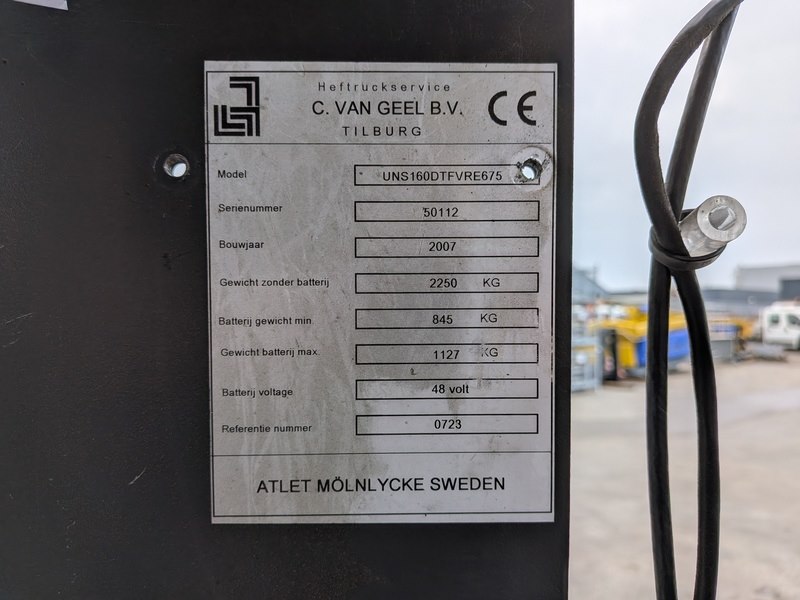 Heftruckservice
C. VAN GEEL B.V.
TILBURG
CE
Model UNS160DTFVRE675
Serienummer 50112
Bouwjaar 2007
Gewicht zonder batterij 2250 KG
Batterij gewicht min. 845 KG
Gewicht batterij max. 1127 KG
Batterij voltage 48 volt
Referentie nummer 0723
ATLET MÖLNLYCKE SWEDEN